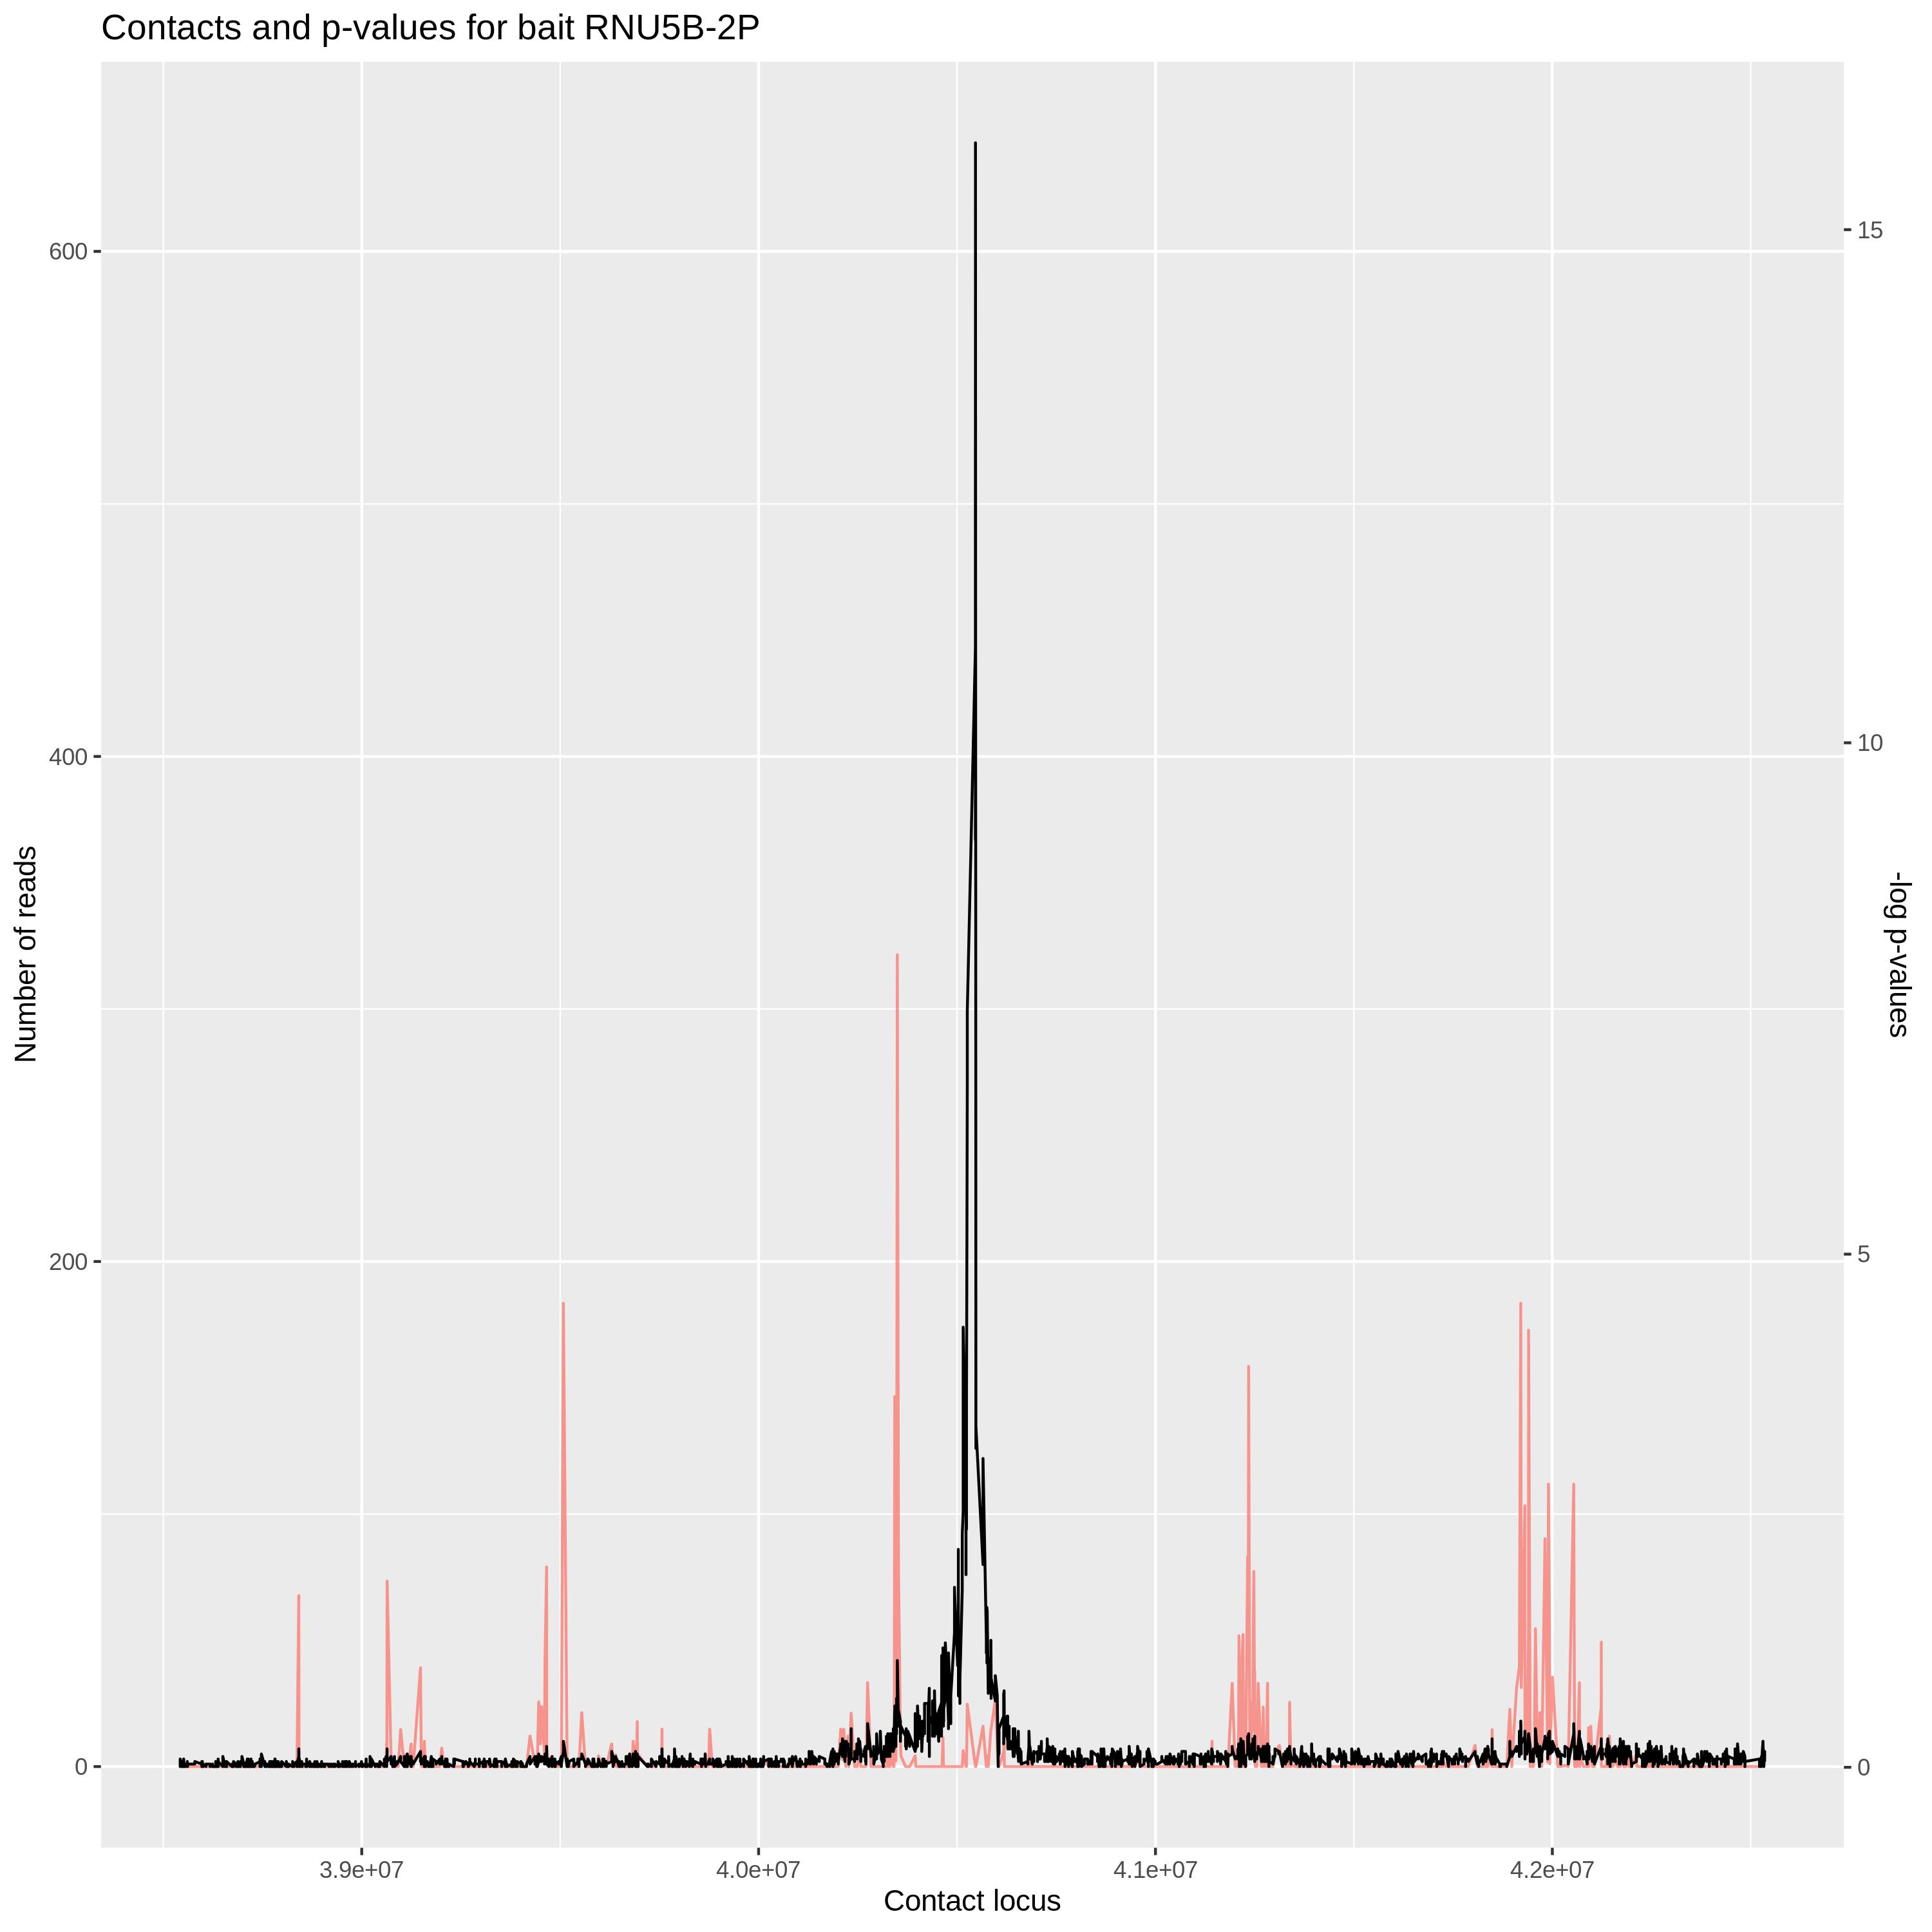 Contacts and p-values for bait RNU5B-2P
600
400
200
0
Number of reads
15
10
5
0
-log p-values
3.9e+07 4.0e+07 4.1e+07 4.2e+07
Contact locus